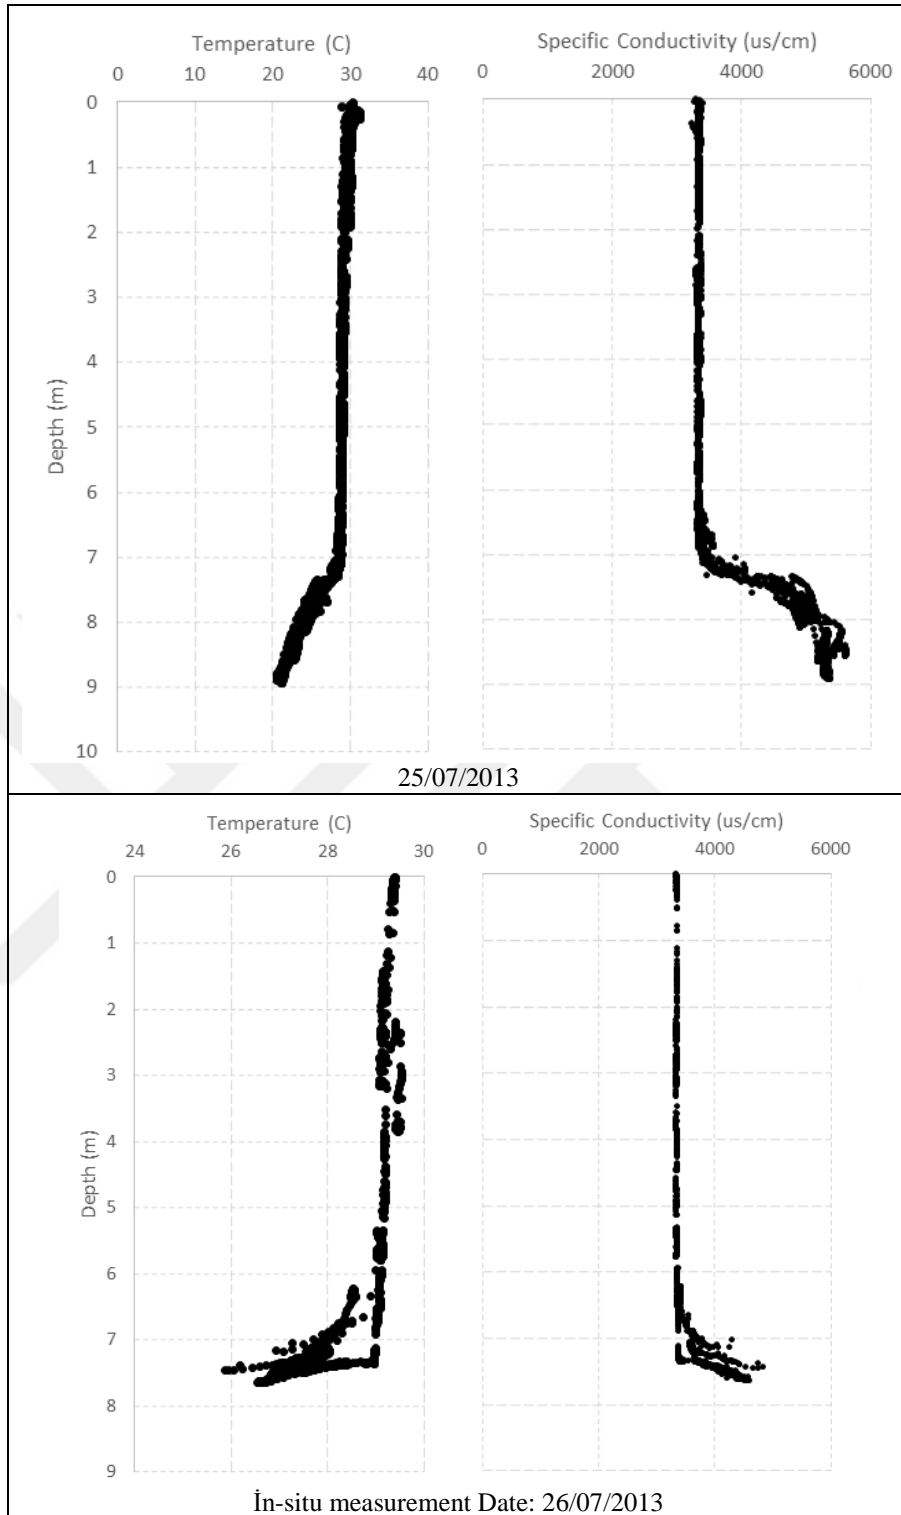 Temperature (C)
Specific Conductivity (us/cm)
0 10 20 30 40
0 2000 4000 6000
0
1
2
3
4
5
6
7
8
9
10
Depth (m)
25/07/2013
Temperature (C)
Specific Conductivity (us/cm)
24 26 28 30
0 2000 4000 6000
0
1
2
3
4
5
6
7
8
9
Depth (m)
İn-situ measurement Date: 26/07/2013